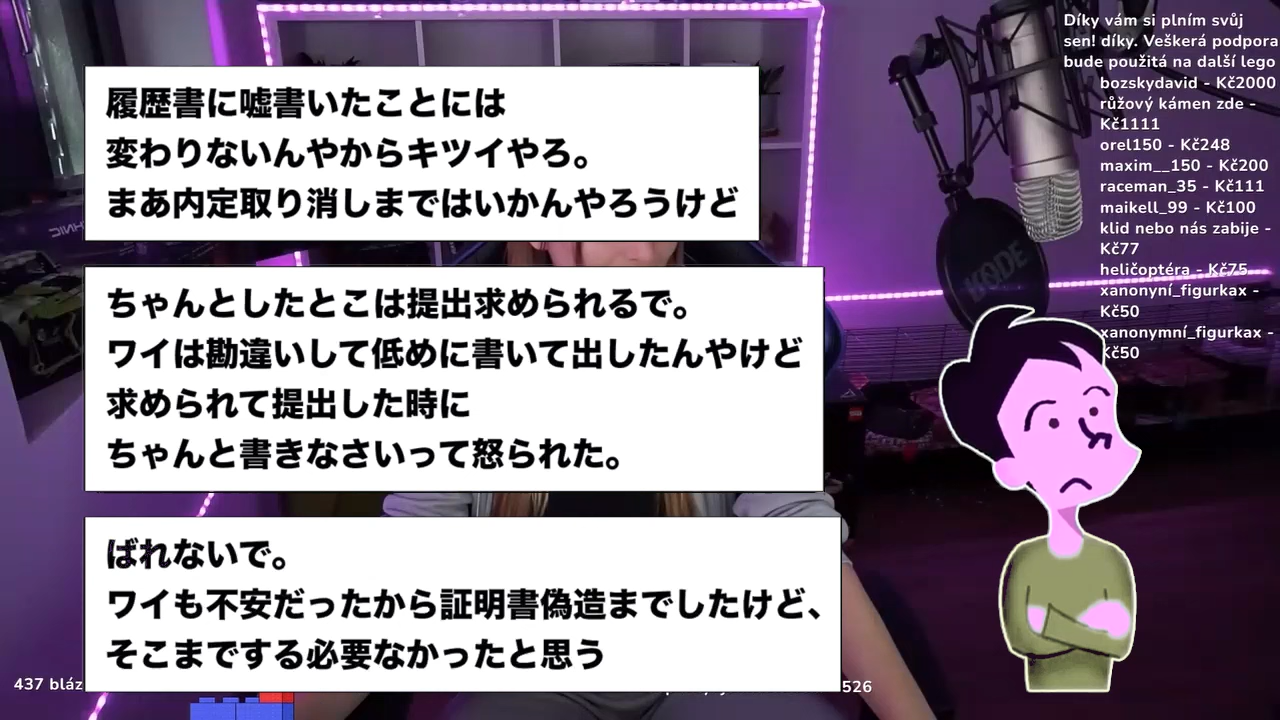 履歴書に嘘書いたことには
変わりないんやからキツイやろ。
まあ内定取り消しまではいかんやろうけど
ちゃんとしたとこは提出求められるで。
ワイは勘違いして低めに書いて出したんやけど
求められて提出した時に
ちゃんと書きなさいって怒られた。
ばれないで。
ワイも不安だったから証明書偽造までしたけど、
そこまでする必要なかったと思う
Díky vám si plním svůj
sen! díky. Veškerá podpora
bude použitá na další lego
bozskydavid - Kč2000
růžový kámen zde -
Kč1111
orel150 - Kč248
maxim__150 - Kč200
raceman_35 - Kč111
maikell_99 - Kč100
klid nebo nás zabije -
Kč77
heličoptéra - Kč75
xanonyní_figurkax -
Kč50
xanonymní_figurkax -
Kč50
KODE
437 bláz
526